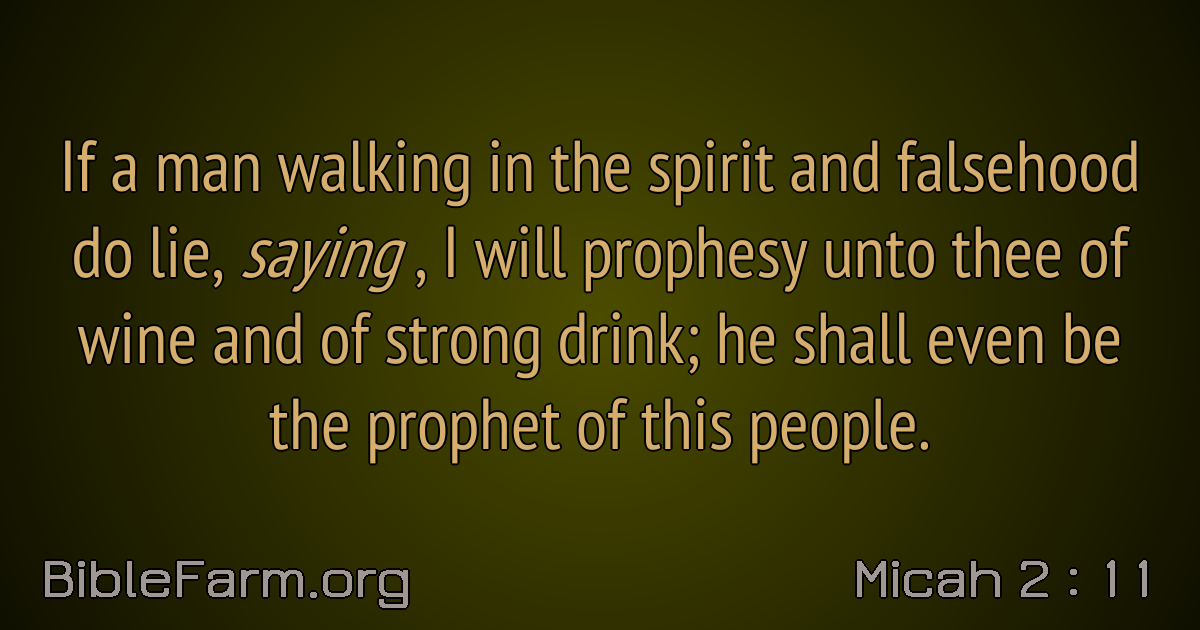 If a man walking in the spirit and falsehood
do lie, saying , I will prophesy unto thee of
wine and of strong drink; he shall even be
the prophet of this people.
BibleFarm.org
Micah 2 : 11